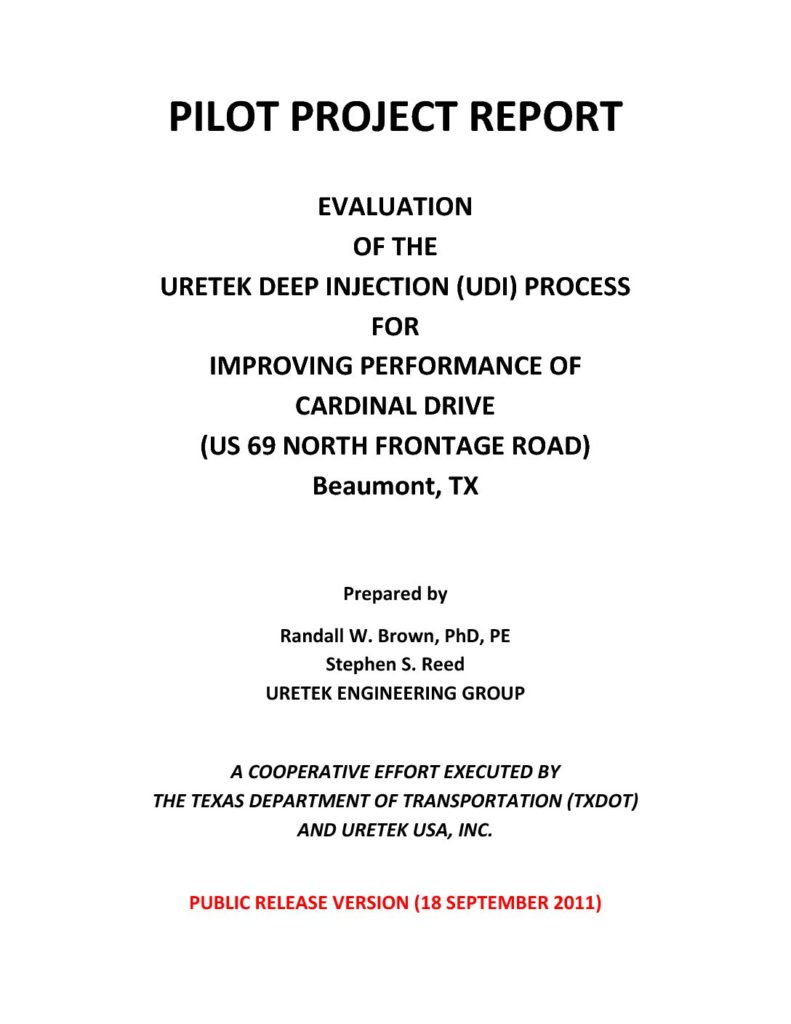 PILOT PROJECT REPORT
EVALUATION
OF THE
URETEK DEEP INJECTION (UDI) PROCESS
FOR
IMPROVING PERFORMANCE OF
CARDINAL DRIVE
(US 69 NORTH FRONTAGE ROAD)
Beaumont, TX
Prepared by
Randall W. Brown, PhD, PE
Stephen S. Reed
URETEK ENGINEERING GROUP
A COOPERATIVE EFFORT EXECUTED BY
THE TEXAS DEPARTMENT OF TRANSPORTATION (TXDOT)
AND URETEK USA, INC.
PUBLIC RELEASE VERSION (18 SEPTEMBER 2011)